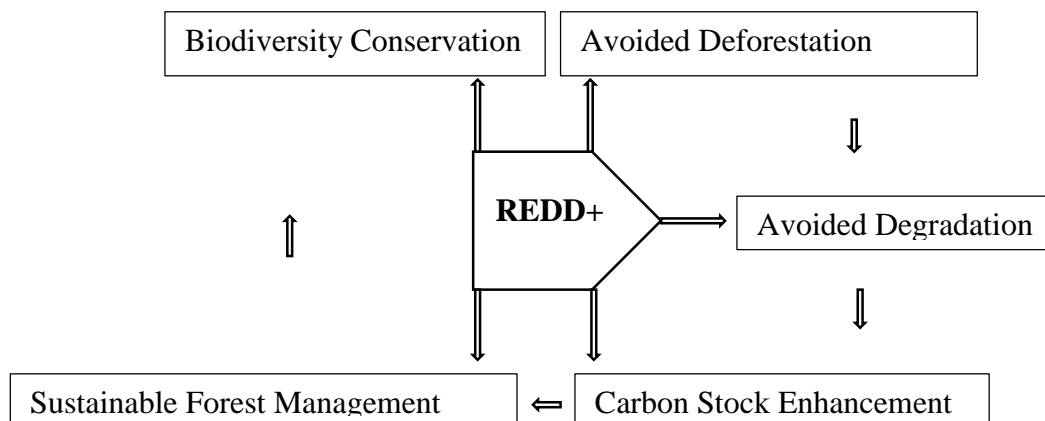 Biodiversity Conservation
Avoided Deforestation
REDD+
Avoided Degradation
Sustainable Forest Management
Carbon Stock Enhancement